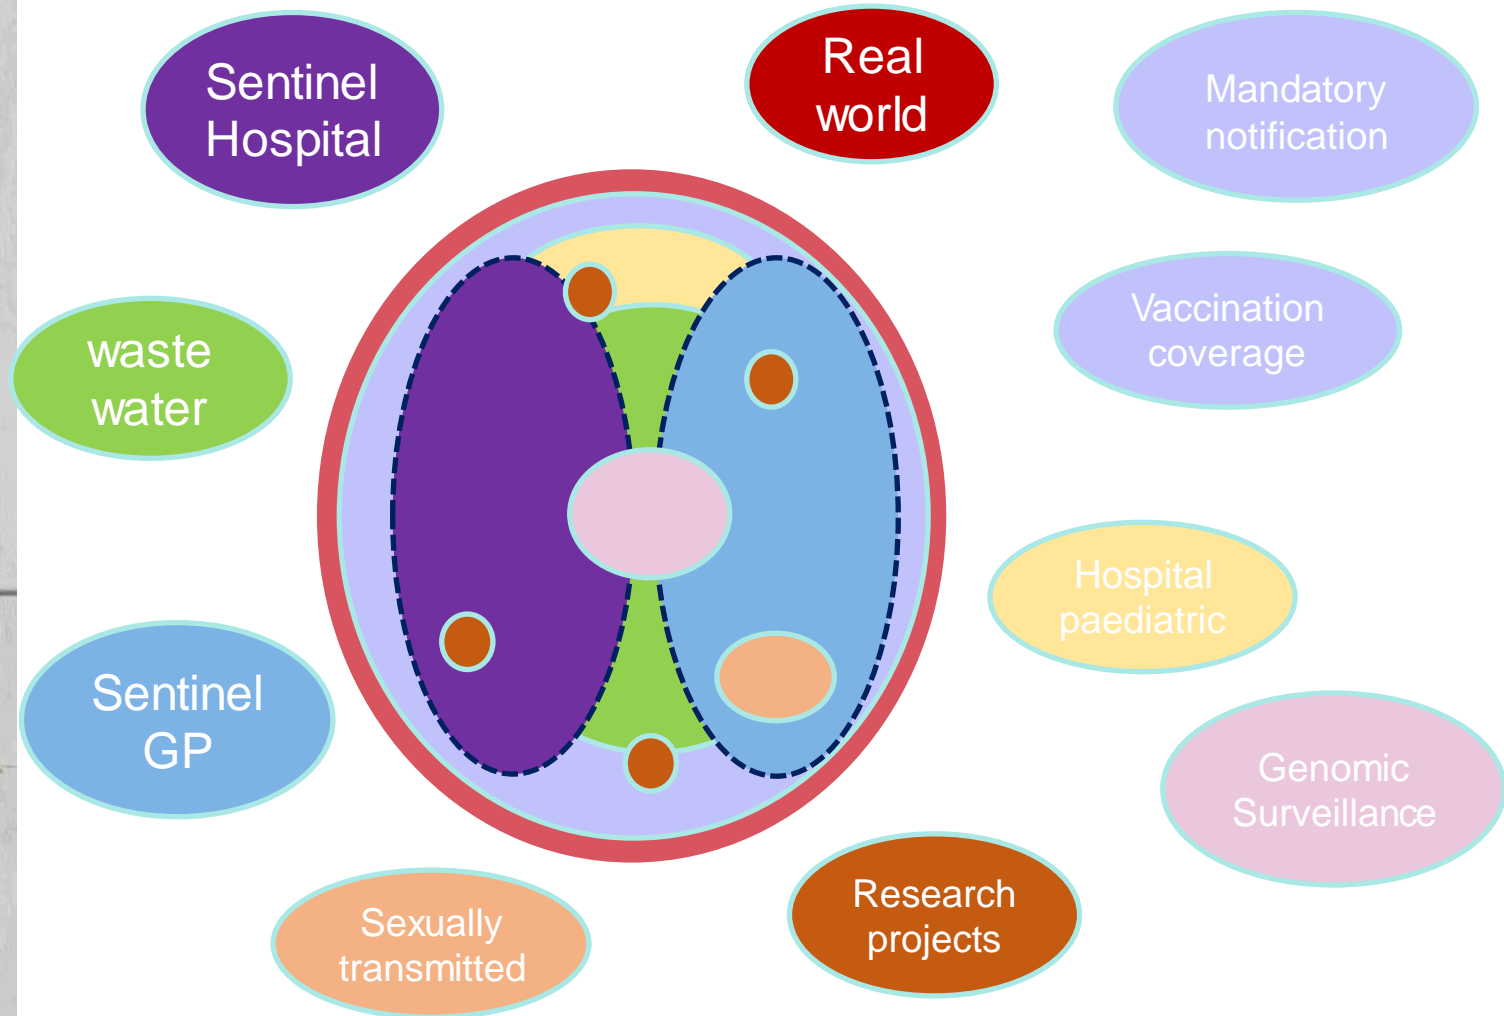 Sentinel
Hospital
Real
world
Mandatory
notification
waste
water
Vaccination
coverage
Sentinel
GP
Hospital
paediatric
Genomic
Surveillance
Sexually
transmitted
Research
projects